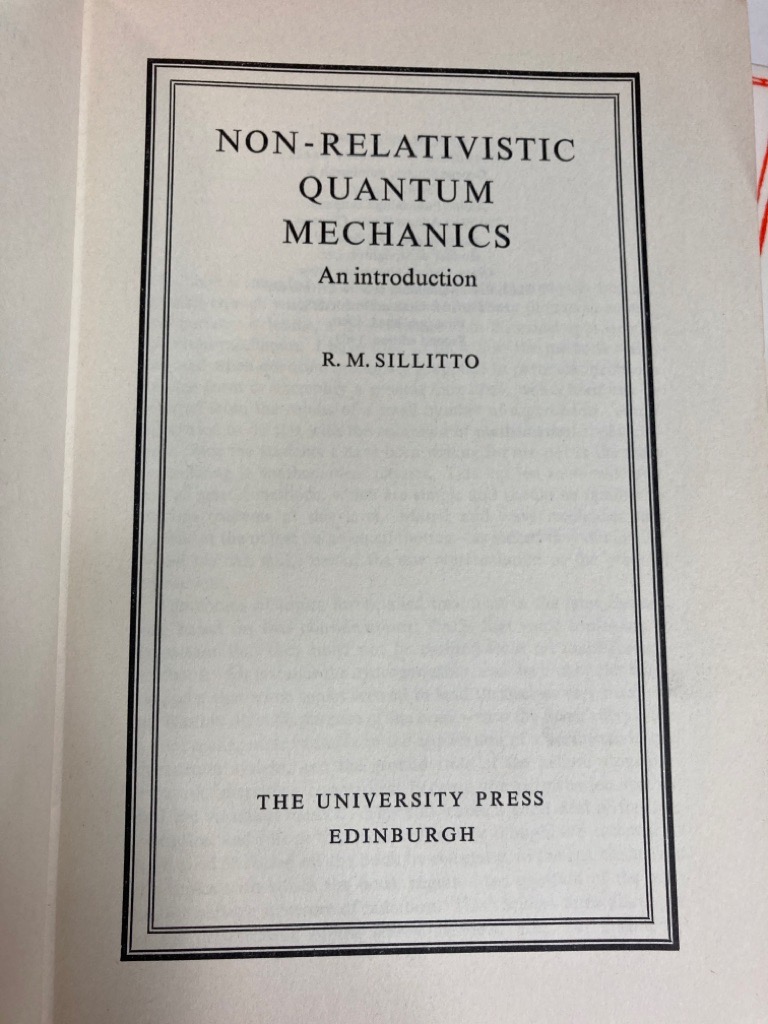 NON-RELATIVISTIC
QUANTUM
MECHANICS
An introduction
R. M. SILLITTO
THE UNIVERSITY PRESS
EDINBURGH